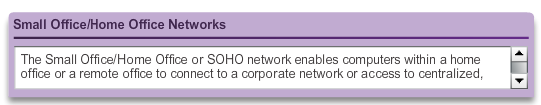 Small Office/Home Office Networks
The Small Office/Home Office or SOHO network enables computers within a home
office or a remote office to connect to a corporate network or access to centralized,